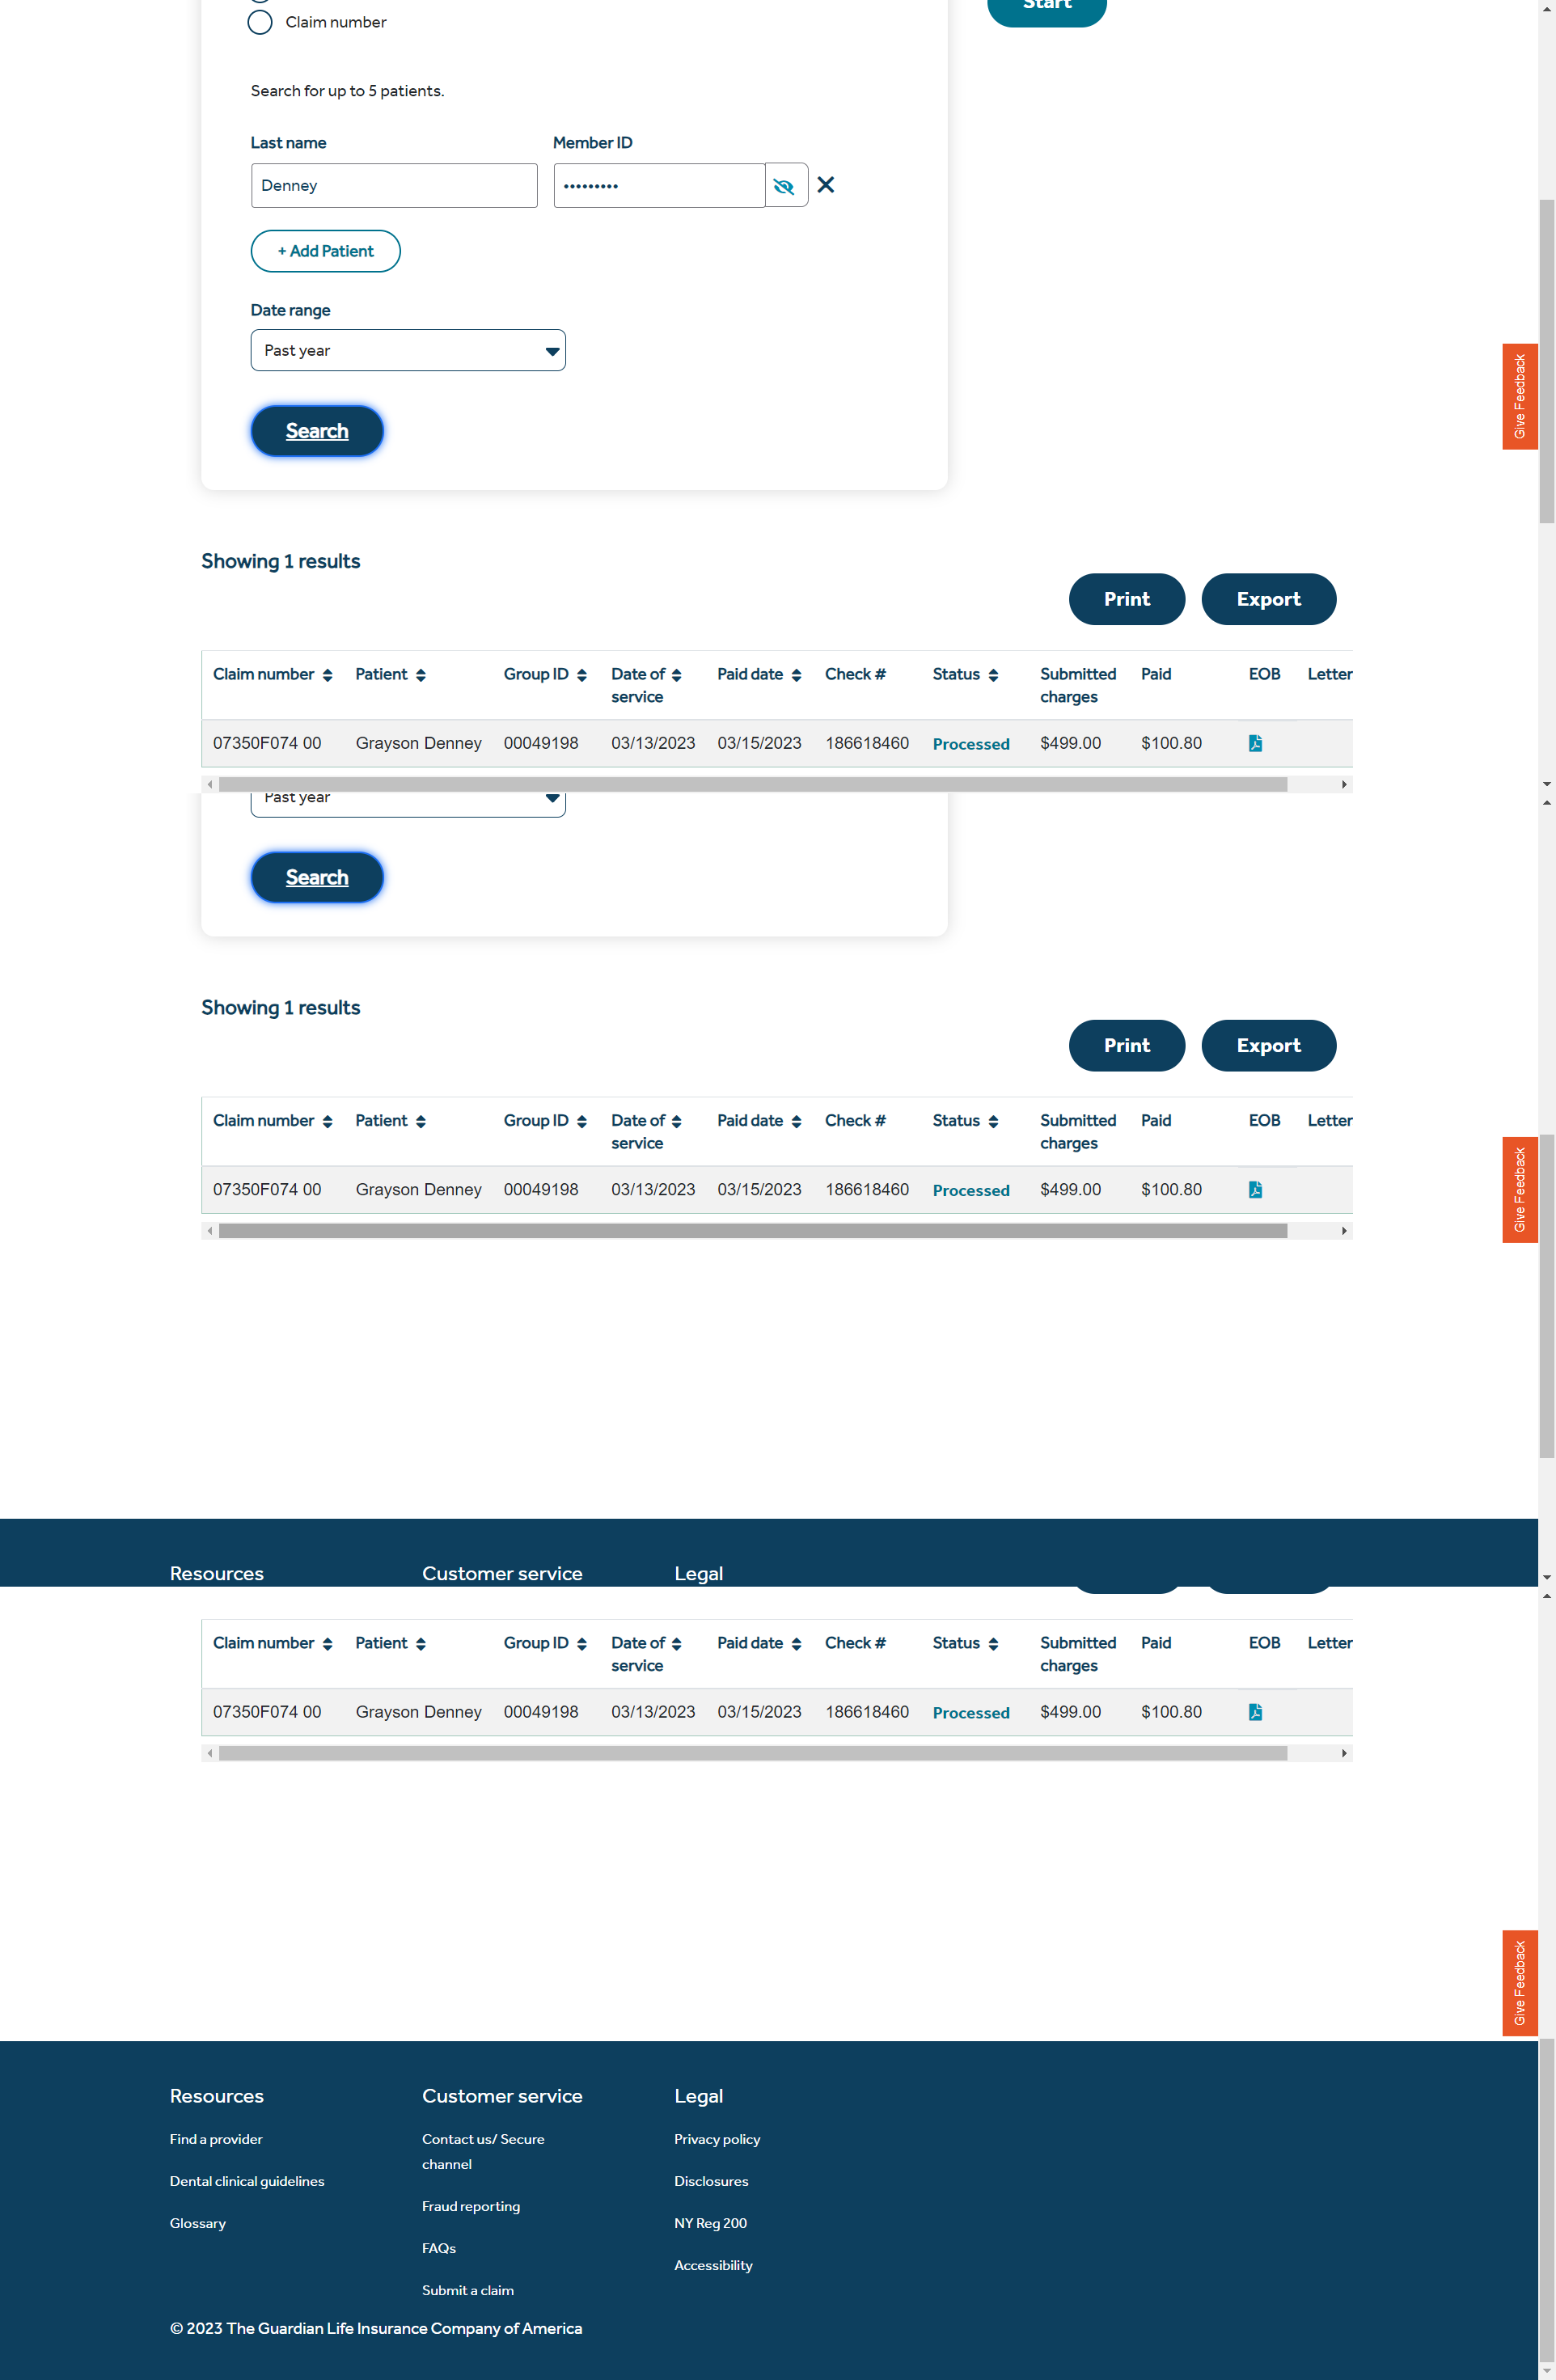 Start
Claim number
Search for up to 5 patients.
Last name Member ID
Denney •••••••••
+ Add Patient
Date range
Past year
Give Feedback
Search
Showing 1 results
Print Export
Claim number Patient Group ID Date of service Paid date Check # Status Submitted charges Paid EOB Letter
07350F074 00 Grayson Denney 00049198 03/13/2023 03/15/2023 186618460 Processed $499.00 $100.80
Past year
Search
Showing 1 results
Print Export
Claim number Patient Group ID Date of service Paid date Check # Status Submitted charges Paid EOB Letter
07350F074 00 Grayson Denney 00049198 03/13/2023 03/15/2023 186618460 Processed $499.00 $100.80
Give Feedback
Resources Customer service Legal
Claim number Patient Group ID Date of service Paid date Check # Status Submitted charges Paid EOB Letter
07350F074 00 Grayson Denney 00049198 03/13/2023 03/15/2023 186618460 Processed $499.00 $100.80
Give Feedback
Resources Customer service Legal
Find a provider Contact us/ Secure channel Privacy policy
Dental clinical guidelines Fraud reporting Disclosures
Glossary FAQs NY Reg 200
Submit a claim Accessibility
© 2023 The Guardian Life Insurance Company of America